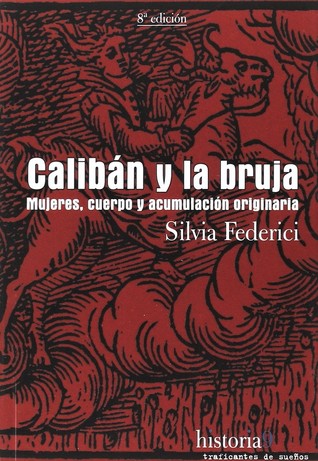 8ª edición
Calibán y la bruja
Mujeres, cuerpo y acumulación originaria
Silvia Federici
historia
traficantes de sueños